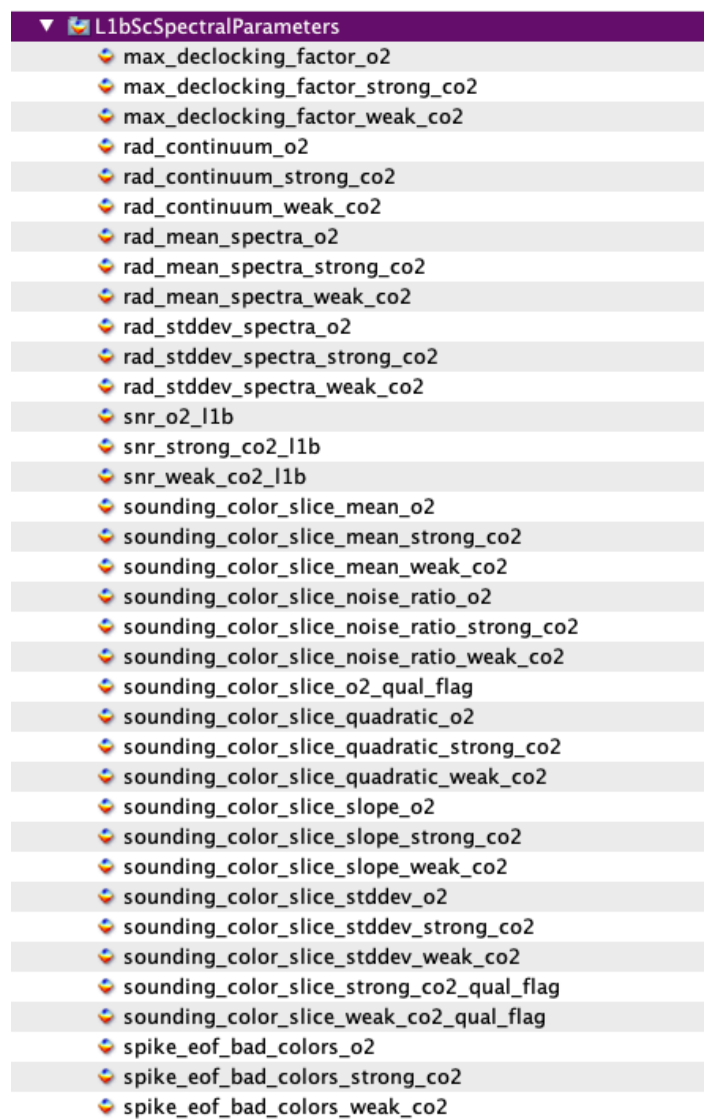 L1bScSpectralParameters
max_declocking_factor_o2
max_declocking_factor_strong_co2
max_declocking_factor_weak_co2
rad_continuum_o2
rad_continuum_strong_co2
rad_continuum_weak_co2
rad_mean_spectra_o2
rad_mean_spectra_strong_co2
rad_mean_spectra_weak_co2
rad_stddev_spectra_o2
rad_stddev_spectra_strong_co2
rad_stddev_spectra_weak_co2
snr_o2_l1b
snr_strong_co2_l1b
snr_weak_co2_l1b
sounding_color_slice_mean_o2
sounding_color_slice_mean_strong_co2
sounding_color_slice_mean_weak_co2
sounding_color_slice_noise_ratio_o2
sounding_color_slice_noise_ratio_strong_co2
sounding_color_slice_noise_ratio_weak_co2
sounding_color_slice_o2_qual_flag
sounding_color_slice_quadratic_o2
sounding_color_slice_quadratic_strong_co2
sounding_color_slice_quadratic_weak_co2
sounding_color_slice_slope_o2
sounding_color_slice_slope_strong_co2
sounding_color_slice_slope_weak_co2
sounding_color_slice_stddev_o2
sounding_color_slice_stddev_strong_co2
sounding_color_slice_stddev_weak_co2
sounding_color_slice_strong_co2_qual_flag
sounding_color_slice_weak_co2_qual_flag
spike_eof_bad_colors_o2
spike_eof_bad_colors_strong_co2
spike_eof_bad_colors_weak_co2